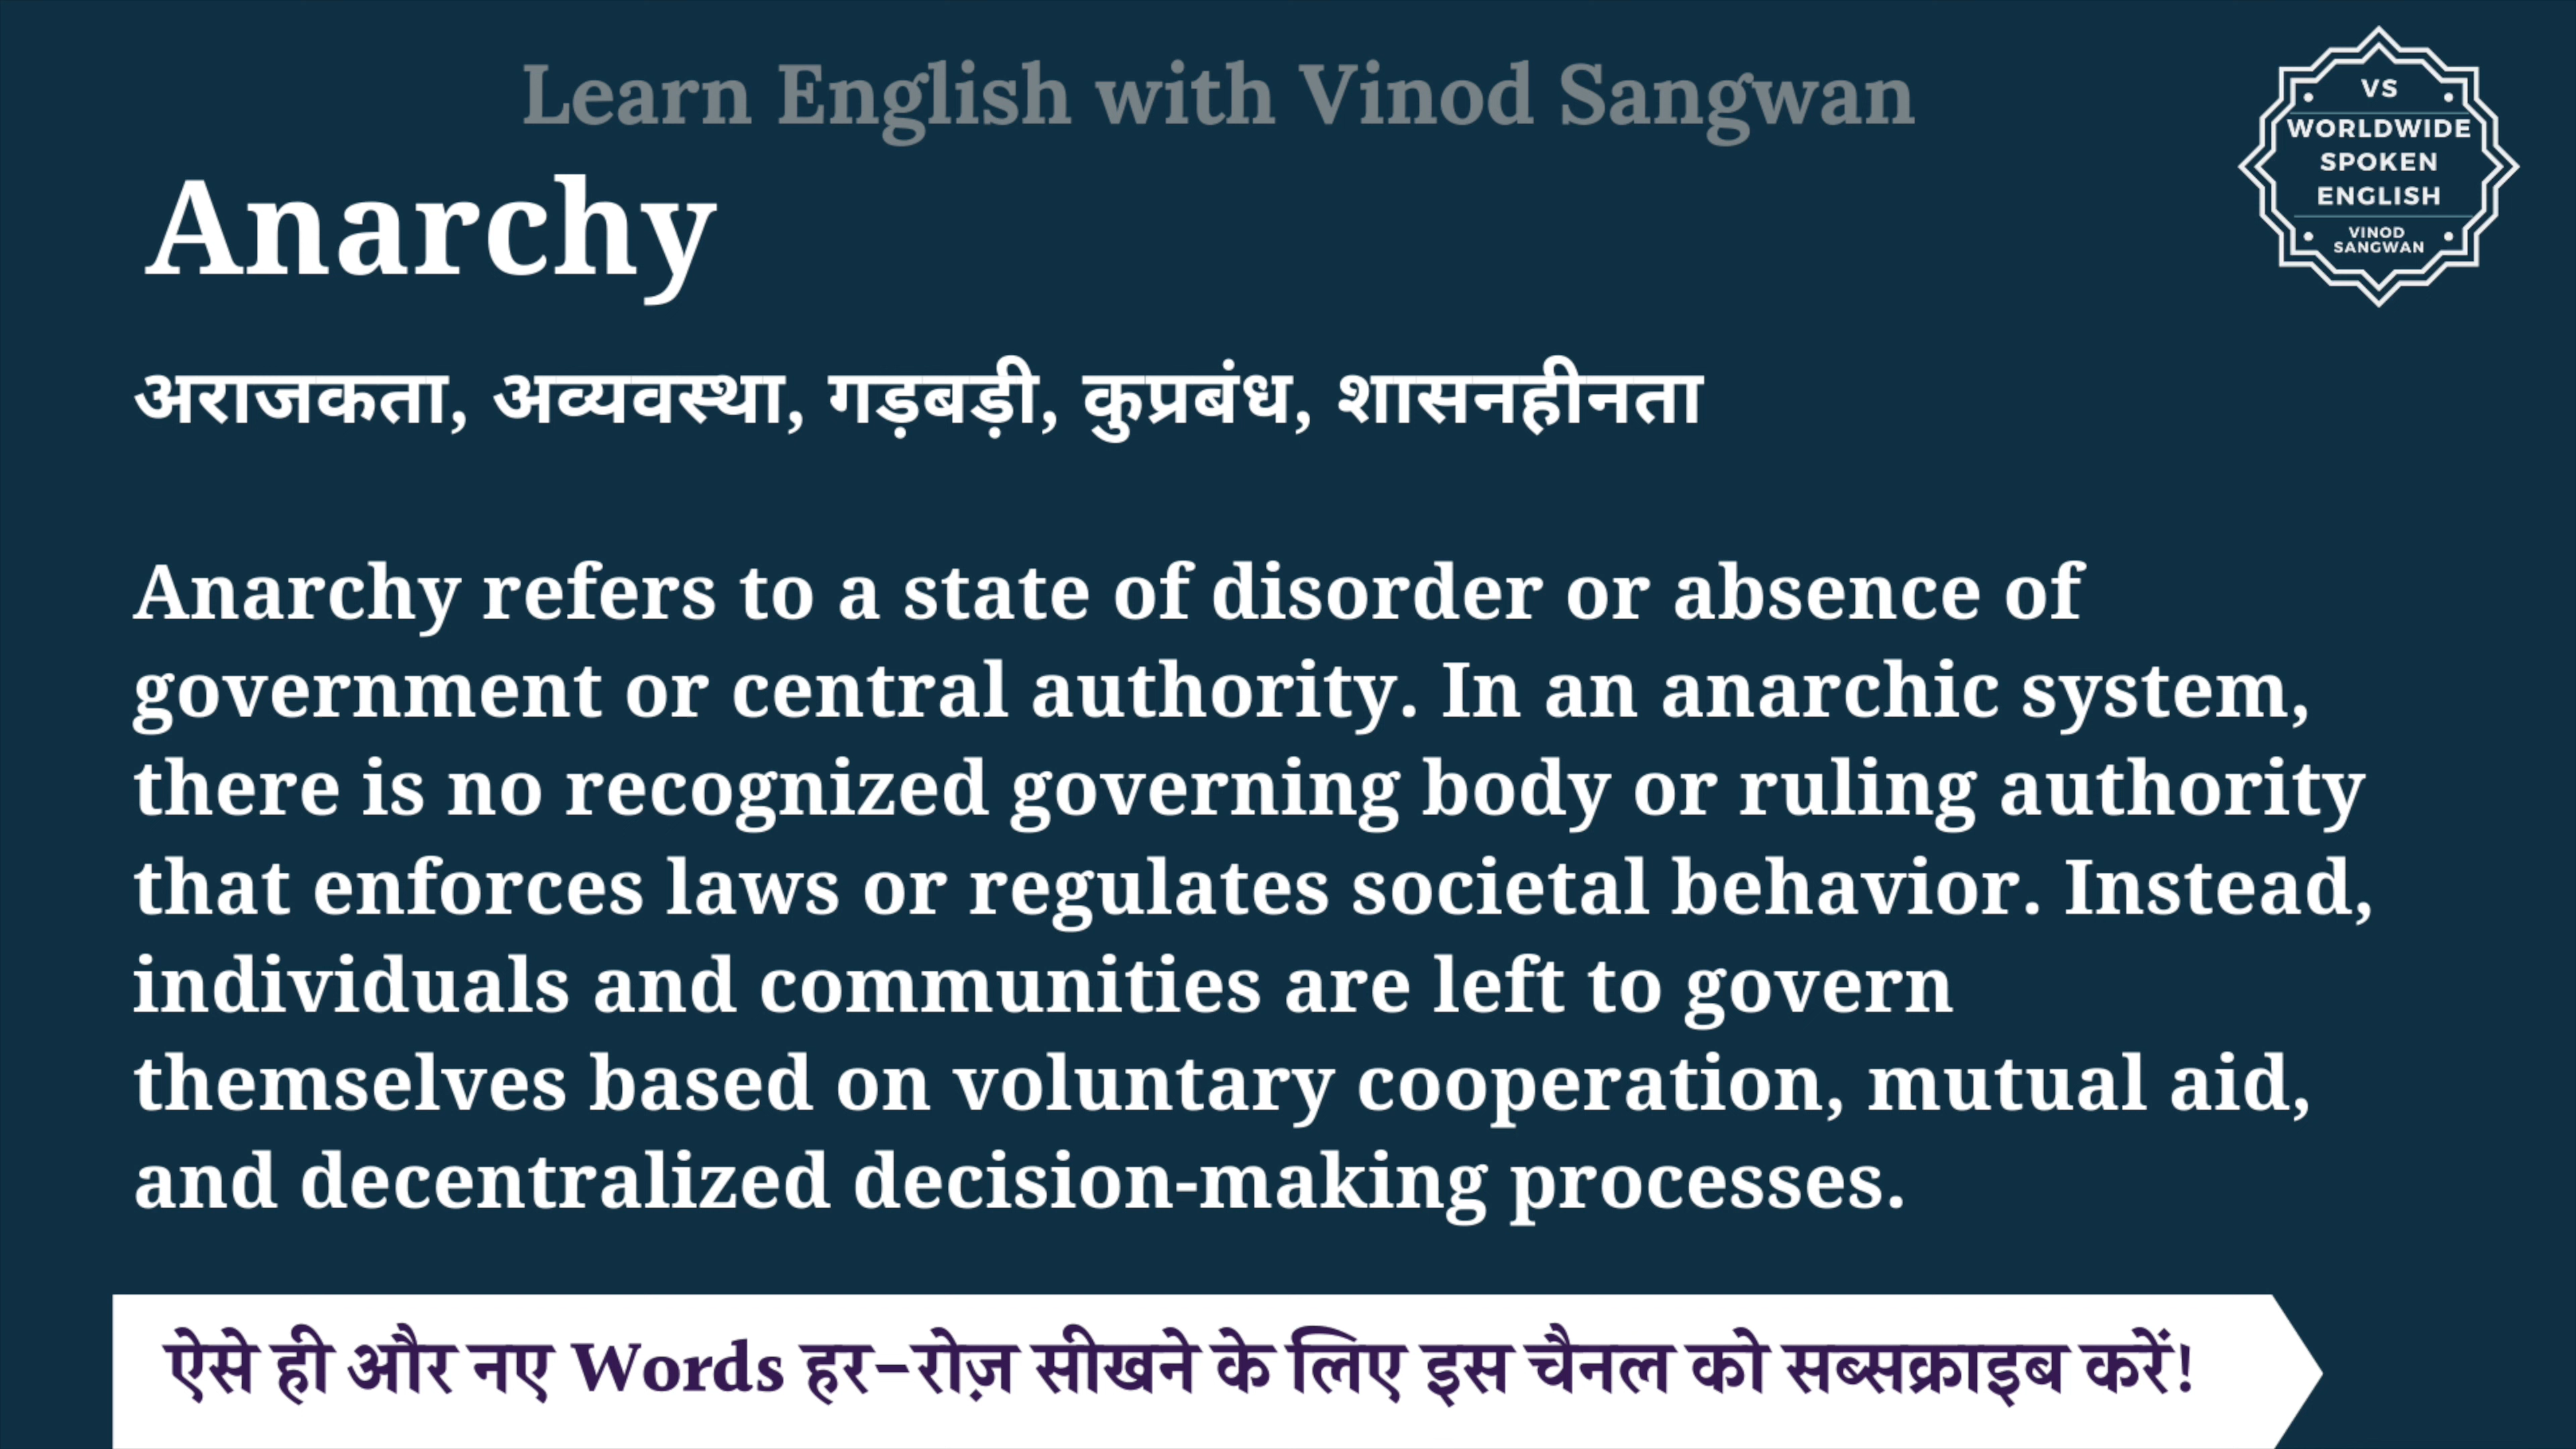 Learn English with Vinod Sangwan
VS
WORLDWIDE
SPOKEN
ENGLISH
VINOD
SANGWAN
Anarchy
अराजकता, अव्यवस्था, गड़बड़ी, कुप्रबंध, शासनहीनता
Anarchy refers to a state of disorder or absence of
government or central authority. In an anarchic system,
there is no recognized governing body or ruling authority
that enforces laws or regulates societal behavior. Instead,
individuals and communities are left to govern
themselves based on voluntary cooperation, mutual aid,
and decentralized decision-making processes.
ऐसे ही और नए Words हर-रोज़ सीखने के लिए इस चैनल को सब्सक्राइब करें!